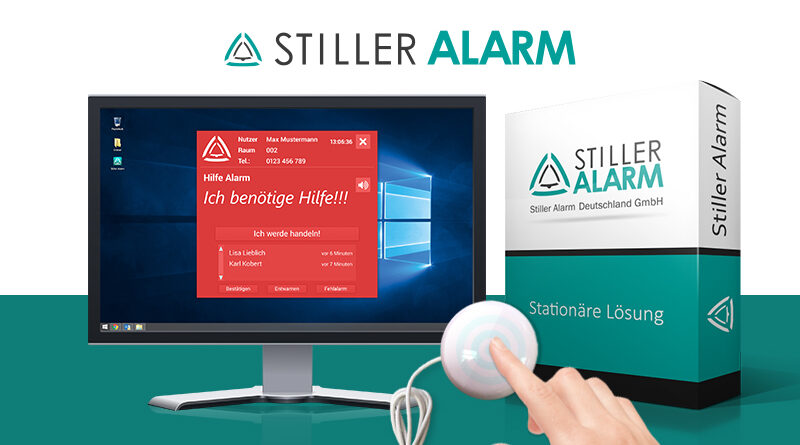 STILLER ALARM
Nutzer Max Mustermann 13:06:36
Raum 002
Tel.: 0123 456 789
Hilfe Alarm
Ich benötige Hilfe!!!
Ich werde handeln!
Lisa Lieblich vor 6 Minuten
Karl Kobert vor 7 Minuten
Bestätigen Entwarnen Fehlalarm
STILLER
ALARM
Stiller Alarm Deutschland GmbH
Stationäre Lösung
Stiller Alarm